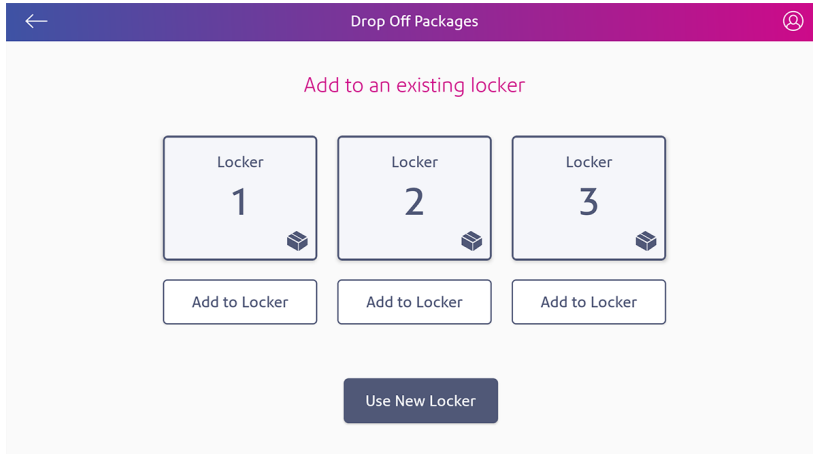 Drop Off Packages
Add to an existing locker
Locker Locker Locker
1 2 3
Add to Locker Add to Locker Add to Locker
Use New Locker